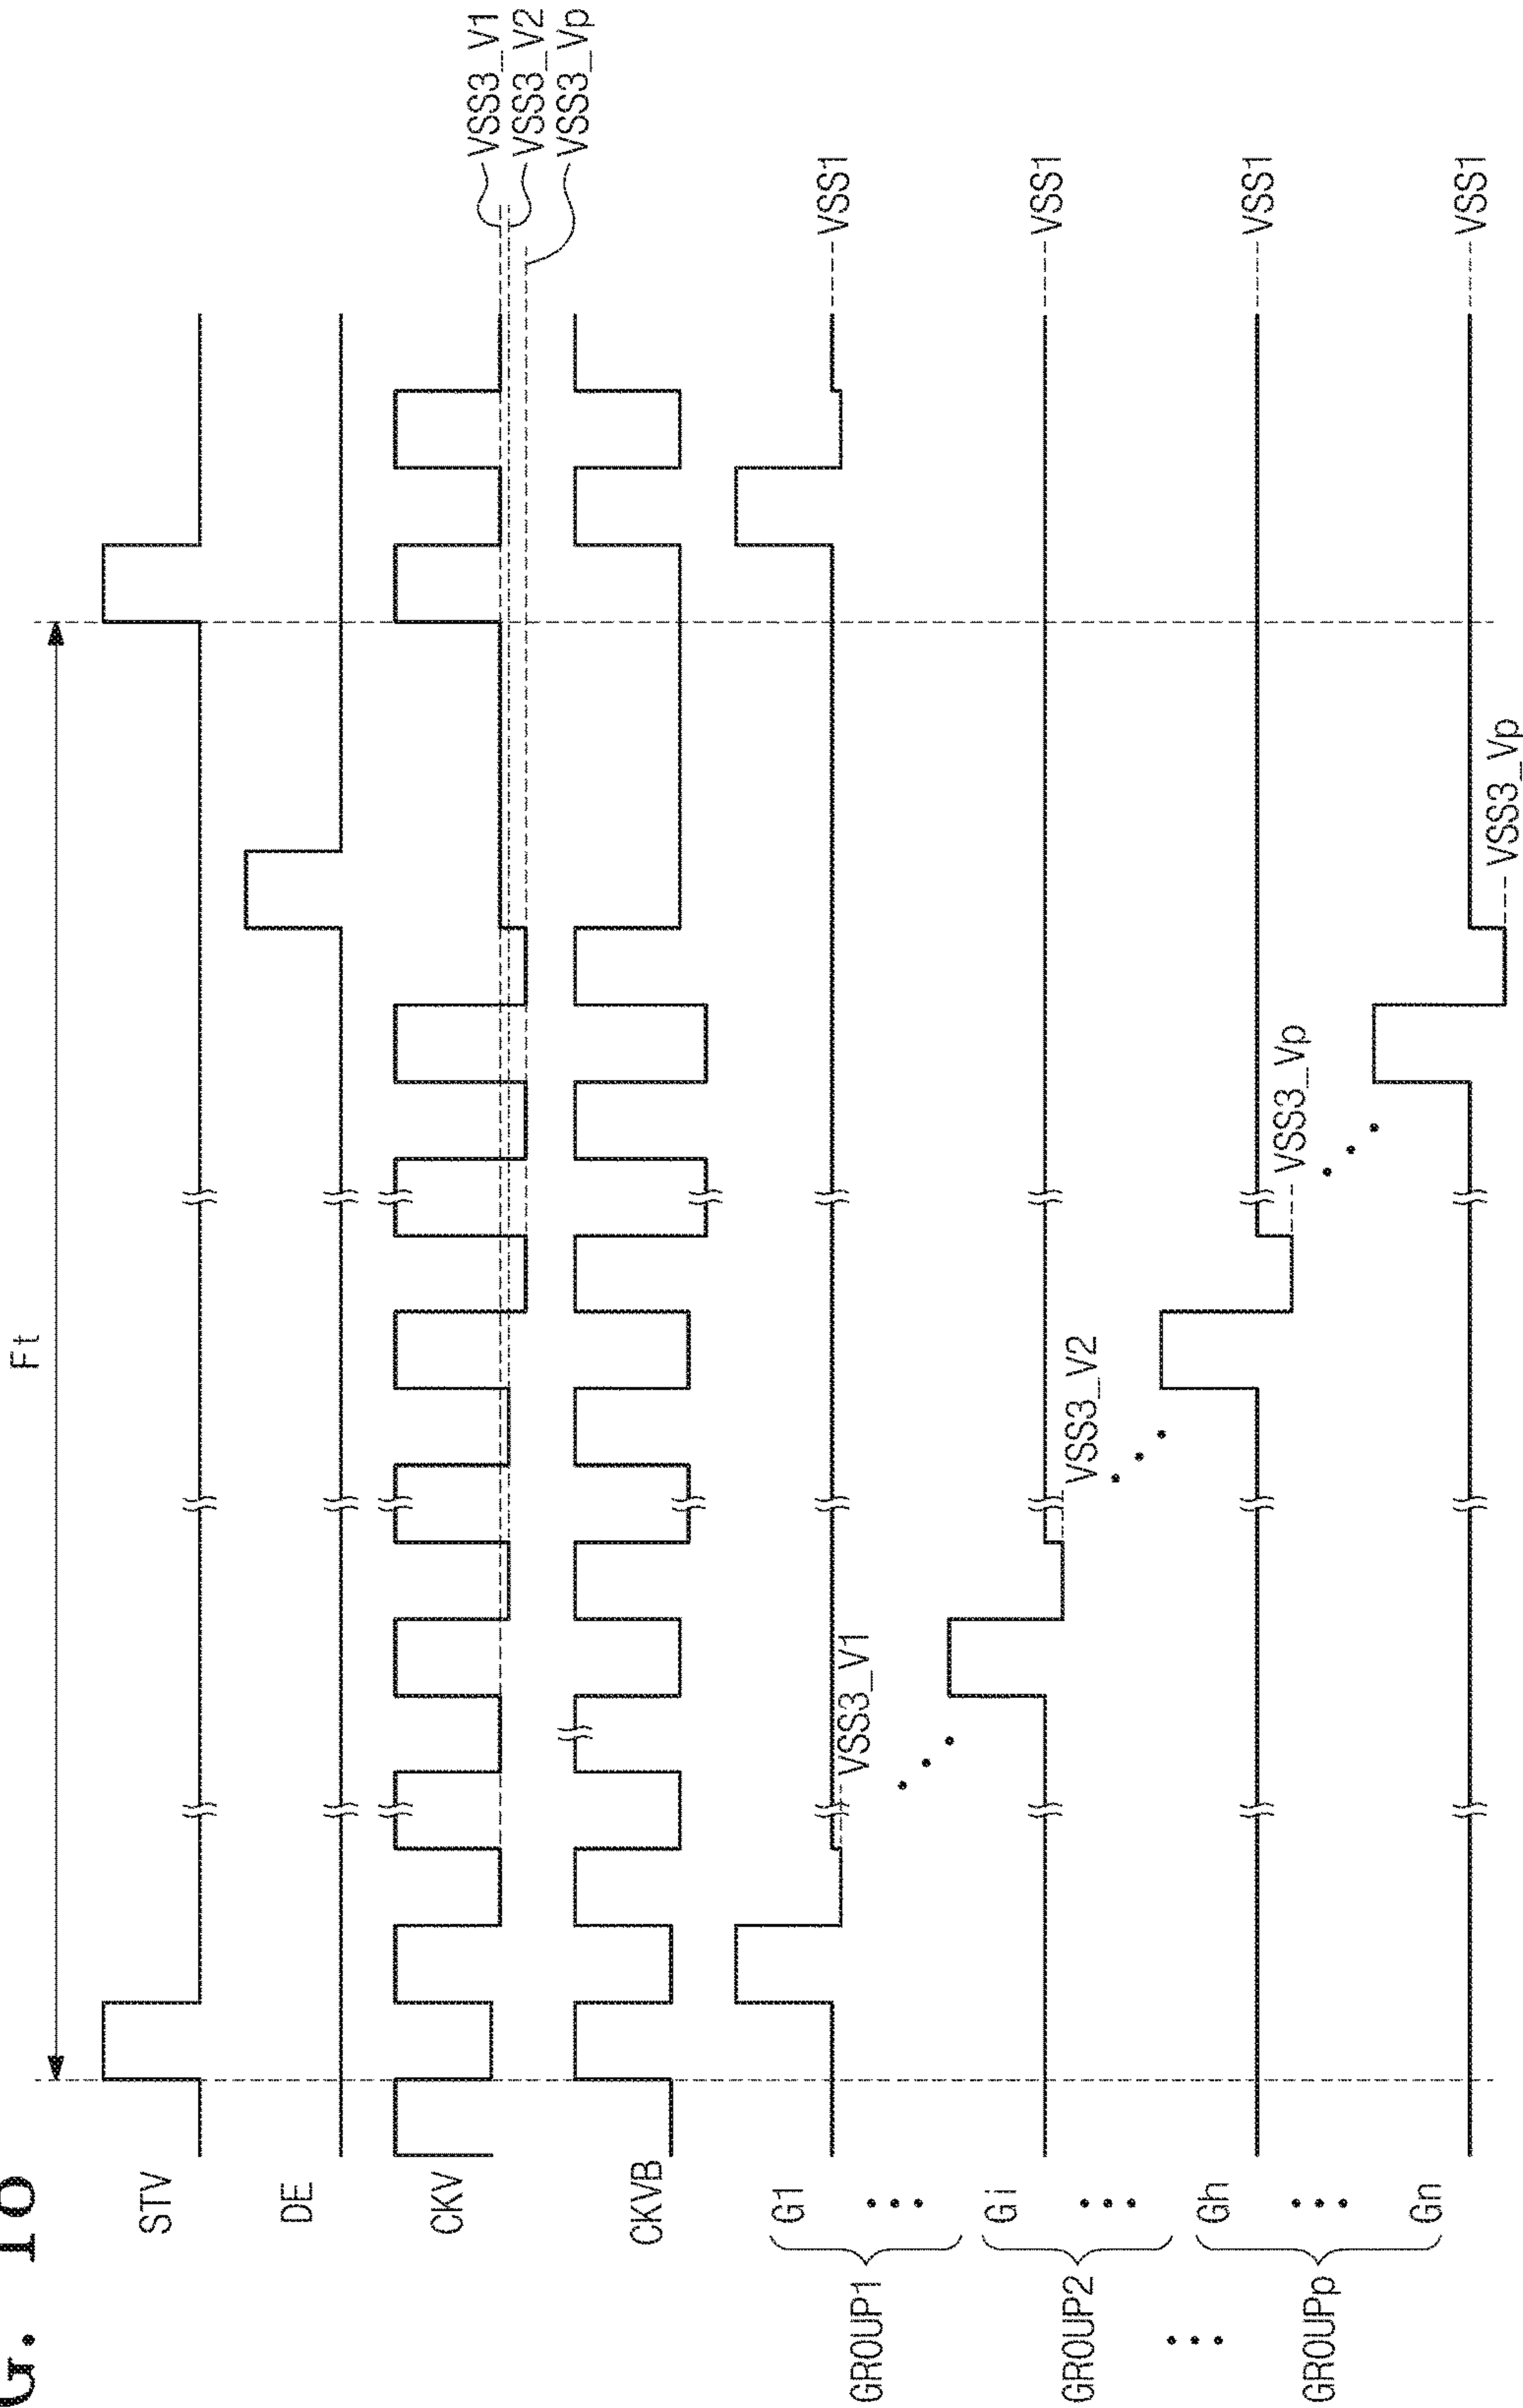 G. 10
Ft
STV
DE
CKV
VSS3_V1
VSS3_V2
VSS3_Vp
CKVB
GROUP1
G1
VSS3_V1
VSS1
GROUP2
Gi
VSS3_V2
VSS1
GROUPp
Gh
VSS3_Vp
VSS1
Gn
VSS3_Vp
VSS1